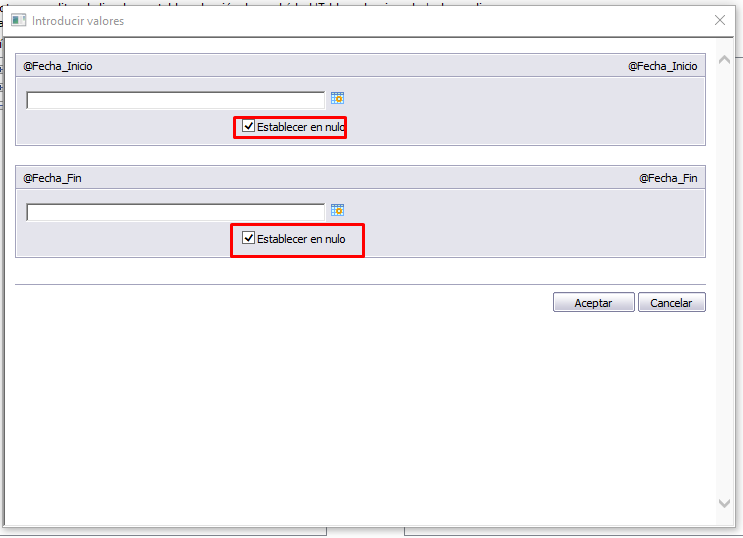 Introducir valores
@Fecha_Inicio @Fecha_Inicio
Establecer en nulo
@Fecha_Fin @Fecha_Fin
Establecer en nulo
Aceptar Cancelar